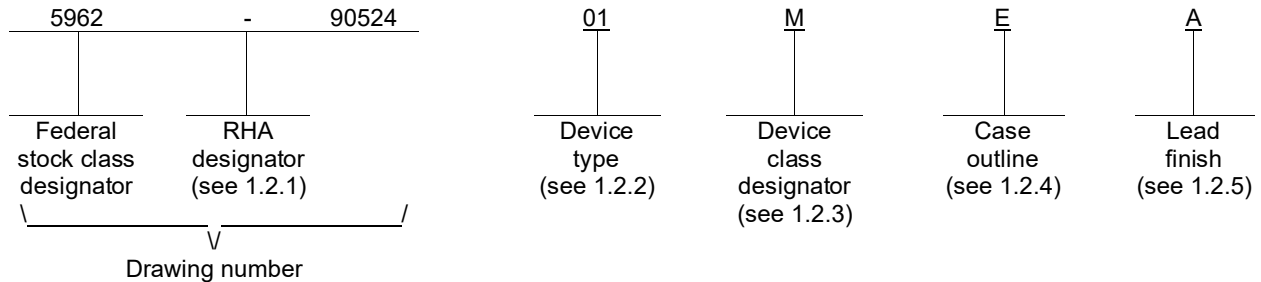 5962 - 90524 01 M E A
Federal stock class designator
RHA designator (see 1.2.1)
Device type (see 1.2.2)
Device class designator (see 1.2.3)
Case outline (see 1.2.4)
Lead finish (see 1.2.5)
\ /
\/
Drawing number